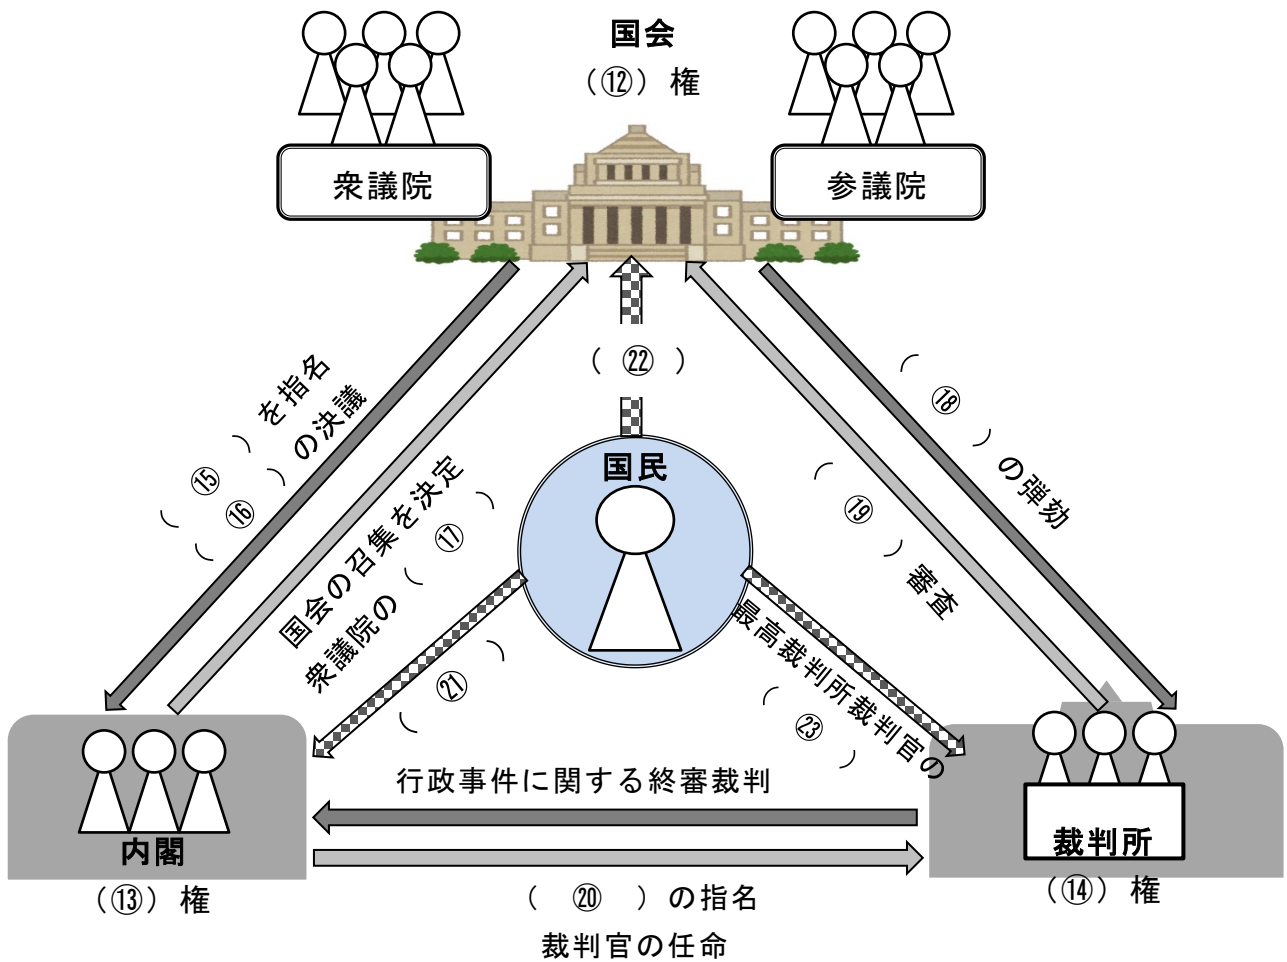 国会
（⑫）権
衆議院
参議院
（⑮）を指名
（⑯）の決議
国会の召集を決定
衆議院の（⑰）
（㉒）
（⑱）の弾劾
（⑲）審査
国民
（㉑）
最高裁判所裁判官の
（㉓）
行政事件に関する終審裁判
内閣
（⑬）権
裁判所
（⑭）権
（⑳）の指名
裁判官の任命